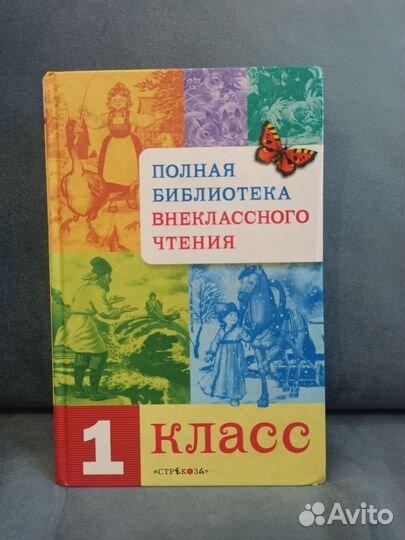 ПОЛНАЯ
БИБЛИОТЕКА
ВНЕКЛАССНОГО
ЧТЕНИЯ
1 КЛАСС
«СТРЕКОЗА»
Avito